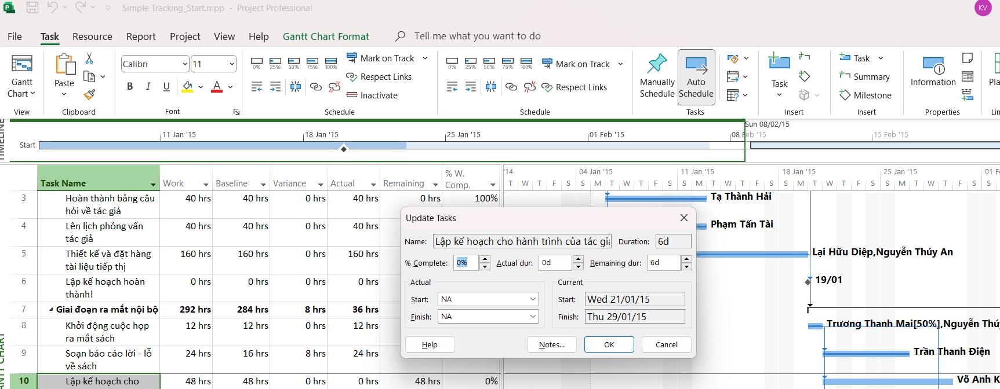 Simple Tracking_Start.mpp - Project Professional
KV
File Task Resource Report Project View Help Gantt Chart Format Tell me what you want to do
Gantt Chart
View
Paste
Clipboard
Calibri 11
B I U A
Font
0% 25% 50% 75% 100%
Mark on Track
Respect Links
Inactivate
Schedule
0% 25% 50% 75% 100%
Mark on Track
Respect Links
Schedule
Manually Schedule
Auto Schedule
Tasks
Task
Insert
Task
Summary
Milestone
Insert
Information
Properties
TIMELINE
Sun 08/02/15
11 Jan '15 18 Jan '15 25 Jan '15 01 Feb '15 08 Feb '15 15 Feb '15
Start
Task Name Work Baseline Variance Actual Remaining % W. Comp.
'14 04 Jan '15 11 Jan '15 18 Jan '15 25 Jan '15
T W T F S S M T W T F S S M T W T F S S M T W T F S S M T W T F S S
3 Hoàn thành bảng câu hỏi về tác giả 40 hrs 40 hrs 0 hrs 40 hrs 0 hrs 100%
Tạ Thành Hải
4 Lên lịch phỏng vấn tác giả 40 hrs 40 hrs 0 hrs 40 hrs
Phạm Tấn Tài
5 Thiết kế và đặt hàng tài liệu tiếp thị 160 hrs 160 hrs 0 hrs 160 hrs
Lại Hữu Diệp,Nguyễn Thúy An
6 Lập kế hoạch hoàn thành! 0 hrs 0 hrs 0 hrs 0 hrs
19/01
7 Giai đoạn ra mắt nội bộ 292 hrs 284 hrs 8 hrs 36 hrs
8 Khởi động cuộc họp ra mắt sách 12 hrs 12 hrs 0 hrs 12 hrs
Trương Thanh Mai[50%],Nguyễn
9 Soạn báo cáo lời - lỗ về sách 24 hrs 16 hrs 8 hrs 24 hrs
Trần Thanh Điện
10 Lập kế hoạch cho 48 hrs 48 hrs 0 hrs 0 hrs 48 hrs 0%
Võ Anh K
Update Tasks
Name: Lập kế hoạch cho hành trình của tác giả Duration: 6d
% Complete: 0% Actual dur: 0d Remaining dur: 6d
Actual Current
Start: NA Start: Wed 21/01/15
Finish: NA Finish: Thu 29/01/15
Help Notes... OK Cancel